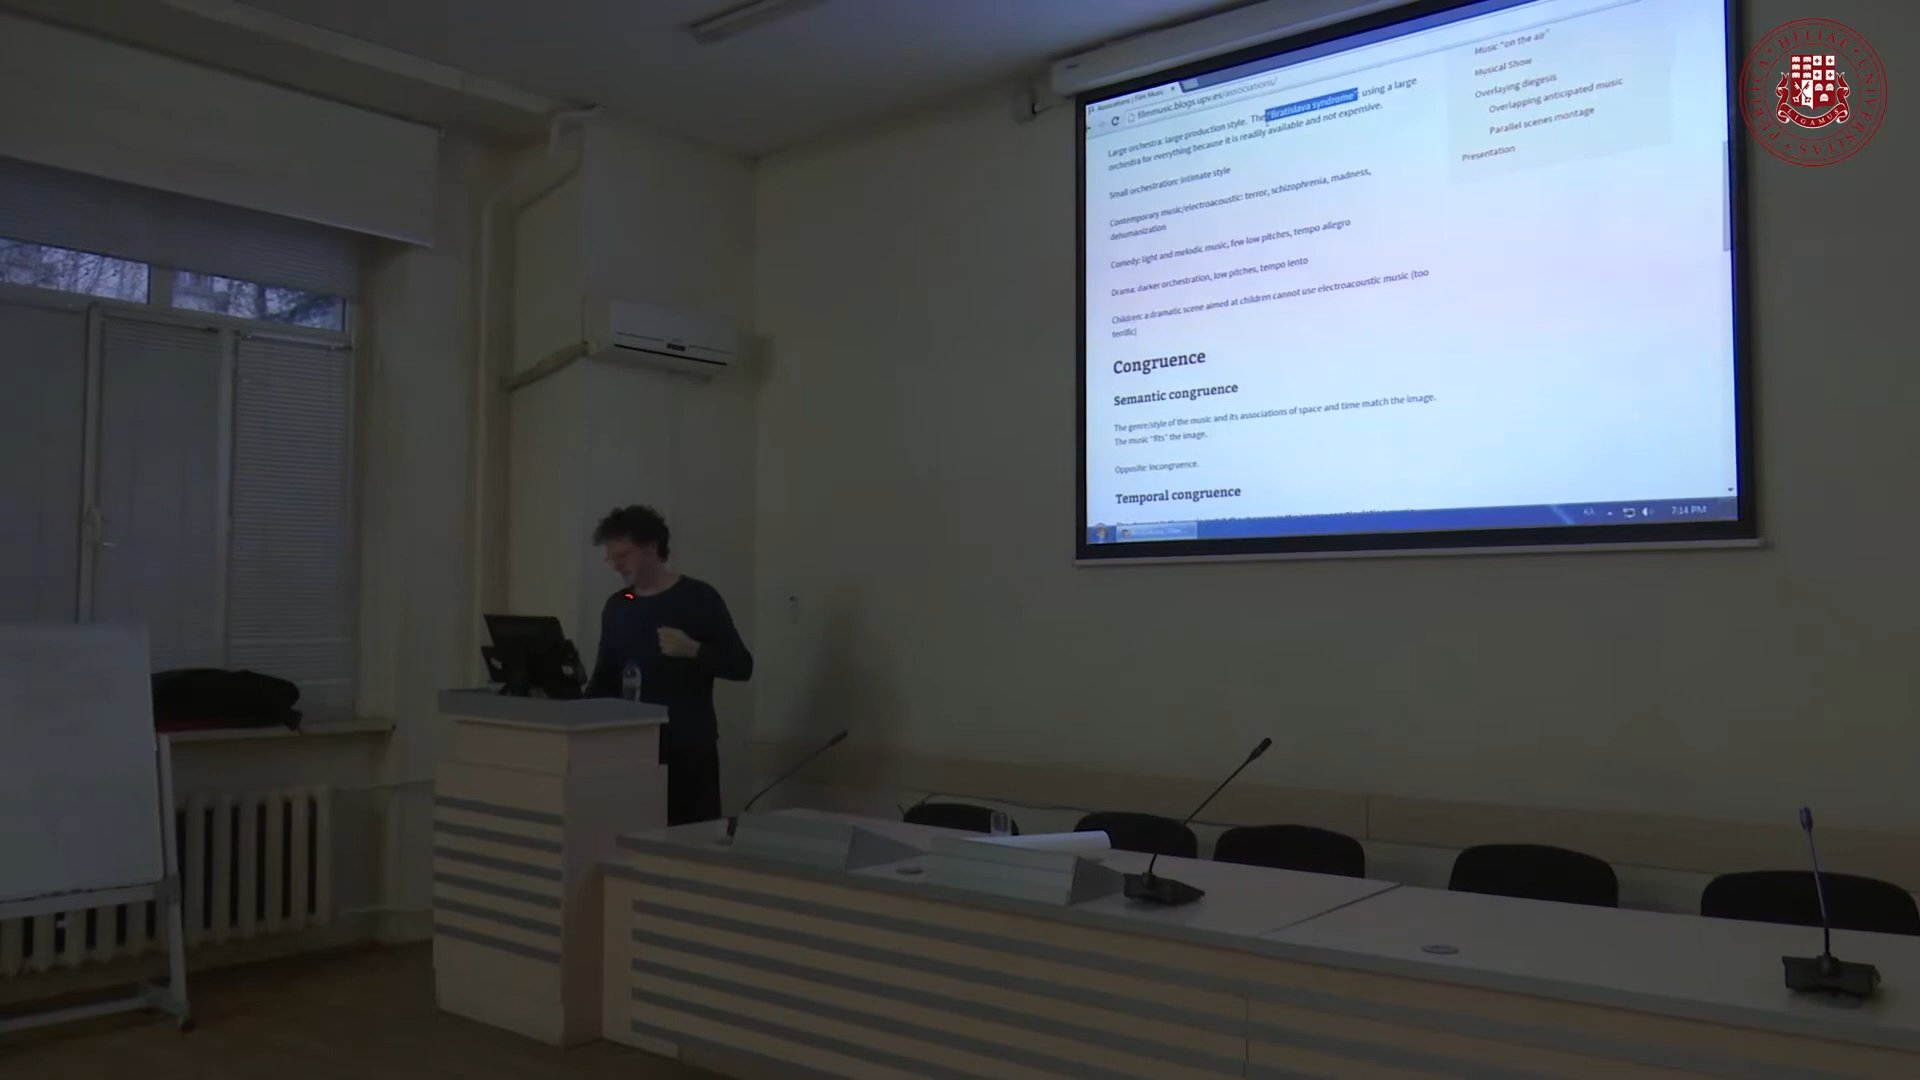 Associations | Film Music
filmmusic.blogs.upv.es/associations/
Large orchestra: large production style. The "Bratislava syndrome": using a large
orchestra for everything because it is readily available and not expensive.
Small orchestration: intimate style
Contemporary music/electroacoustic: terror, schizophrenia, madness,
dehumanization
Comedy: light and melodic music, few low pitches, tempo allegro
Drama: darker orchestration, low pitches, tempo lento
Children: a dramatic scene aimed at children cannot use electroacoustic music (too
terrific)
Congruence
Semantic congruence
The genre/style of the music and its associations of space and time match the image.
The music "fits" the image.
Opposite: incongruence.
Temporal congruence
Music "on the air"
Musical Show
Overlaying diegesis
Overlapping anticipated music
Parallel scenes montage
Presentation
KA
7:14 PM